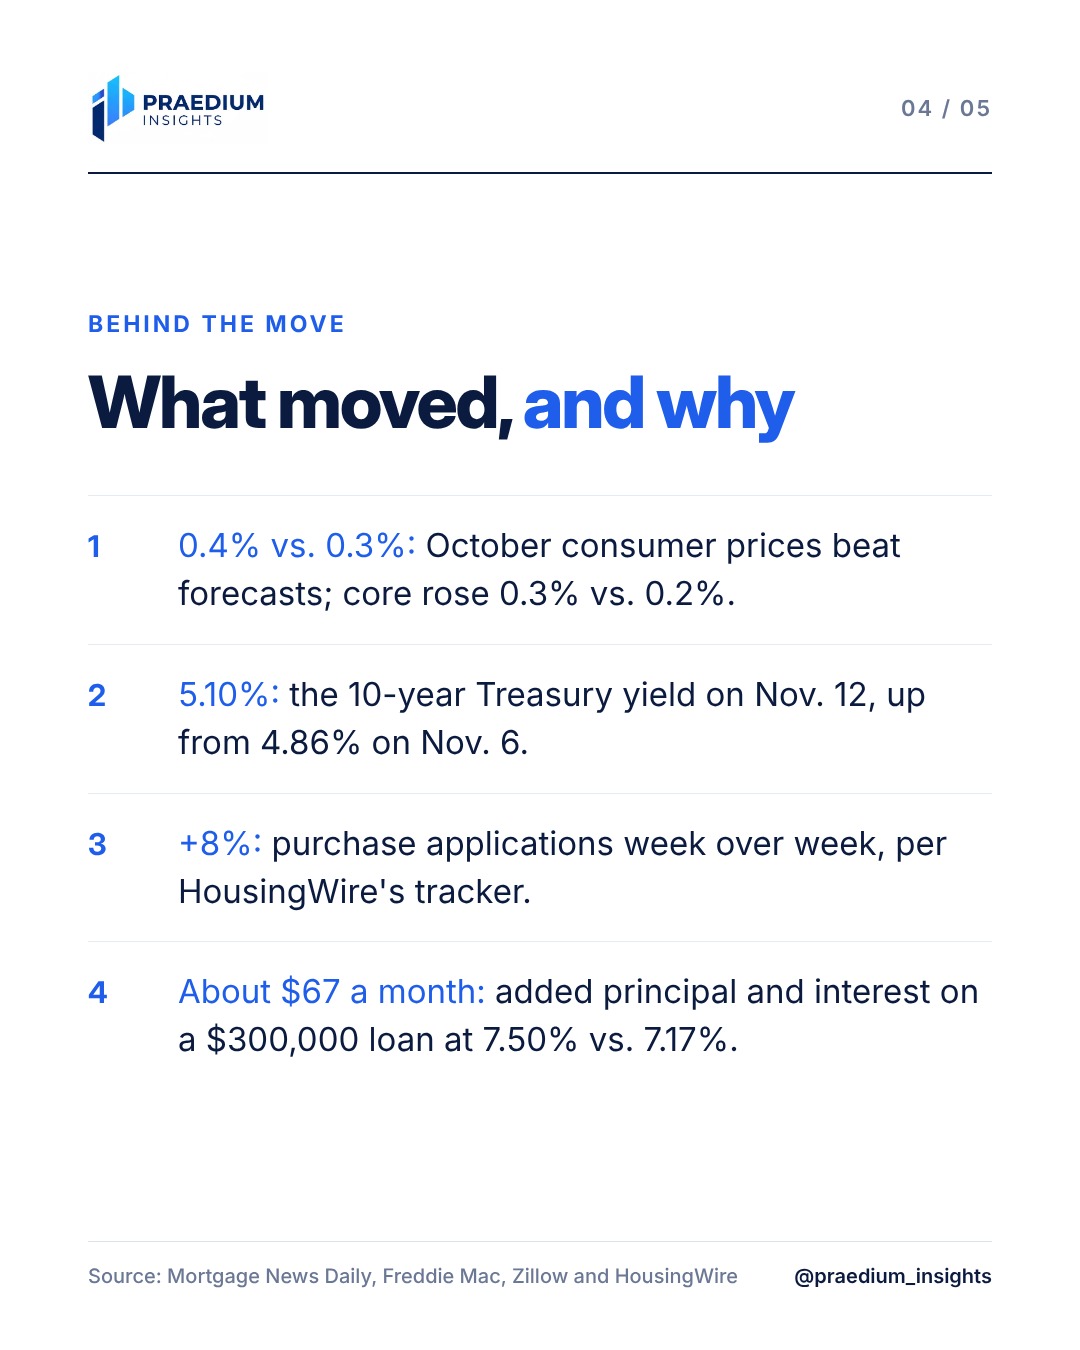 PRAEDIUM
INSIGHTS
04 / 05
BEHIND THE MOVE
What moved, and why
1
0.4% vs. 0.3%: October consumer prices beat
forecasts; core rose 0.3% vs. 0.2%.
2
5.10%: the 10-year Treasury yield on Nov. 12, up
from 4.86% on Nov. 6.
3
+8%: purchase applications week over week, per
HousingWire's tracker.
4
About $67 a month: added principal and interest on
a $300,000 loan at 7.50% vs. 7.17%.
Source: Mortgage News Daily, Freddie Mac, Zillow and HousingWire
@praedium_insights